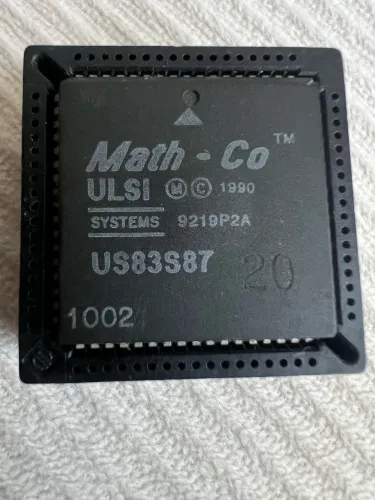 Math-Co™
ULSI Ⓜ © 1990
SYSTEMS 9219P2A
US83S87 20
1002